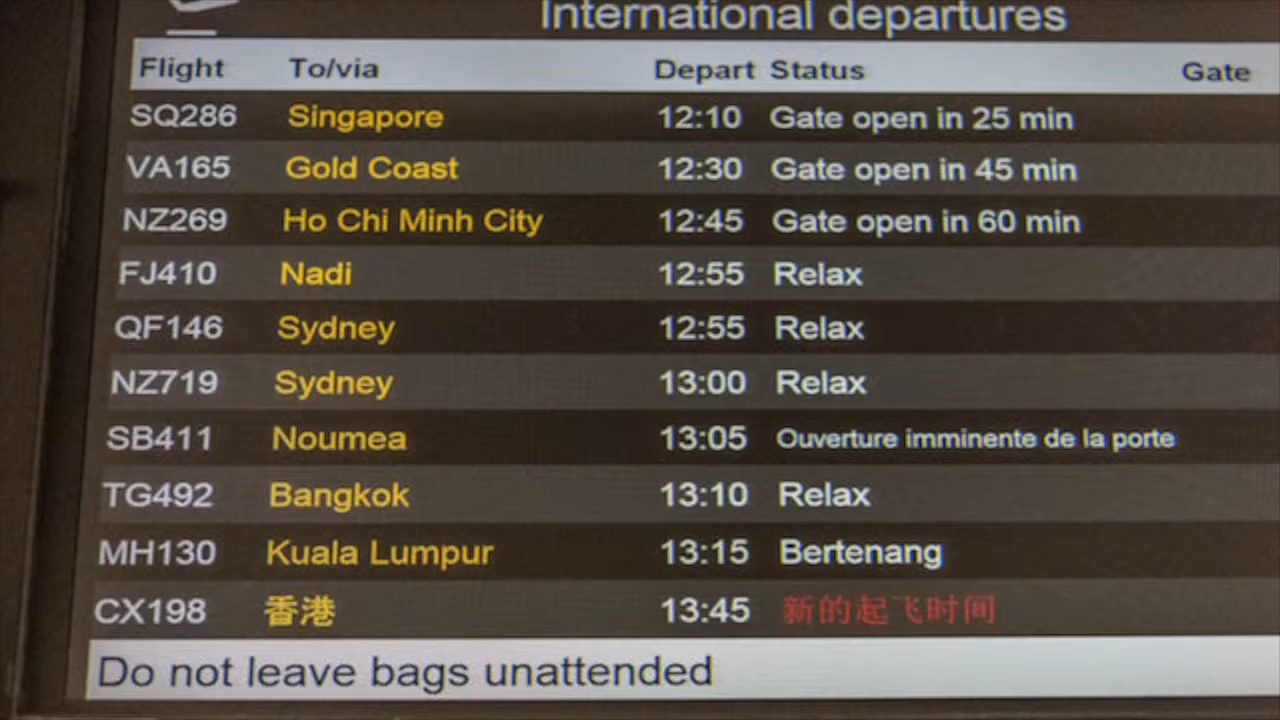 International departures
Flight To/via Depart Status Gate
SQ286 Singapore 12:10 Gate open in 25 min
VA165 Gold Coast 12:30 Gate open in 45 min
NZ269 Ho Chi Minh City 12:45 Gate open in 60 min
FJ410 Nadi 12:55 Relax
QF146 Sydney 12:55 Relax
NZ719 Sydney 13:00 Relax
SB411 Noumea 13:05 Ouverture imminente de la porte
TG492 Bangkok 13:10 Relax
MH130 Kuala Lumpur 13:15 Bertenang
CX198 香港 13:45 新的起飞时间
Do not leave bags unattended